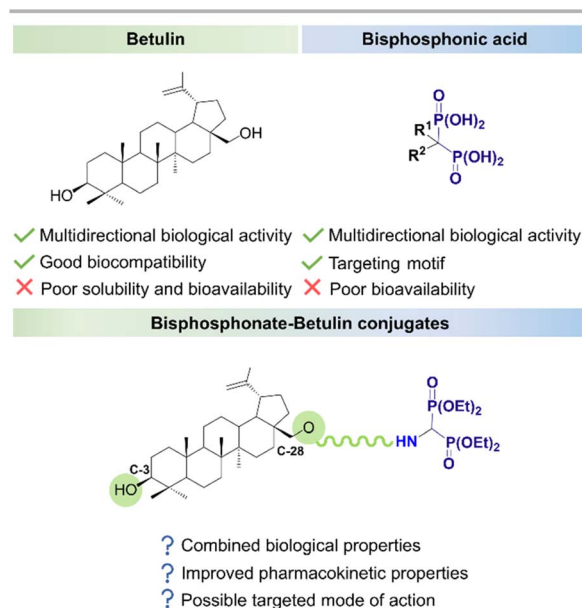 Betulin
Bisphosphonic acid
OH
HO
O
P(OH)₂
R¹
R²
P(OH)₂
O
Multidirectional biological activity
Good biocompatibility
Poor solubility and bioavailability
Multidirectional biological activity
Targeting motif
Poor bioavailability
Bisphosphonate-Betulin conjugates
O
P(OEt)₂
O
HN
P(OEt)₂
O
C-28
C-3
HO
? Combined biological properties
? Improved pharmacokinetic properties
? Possible targeted mode of action